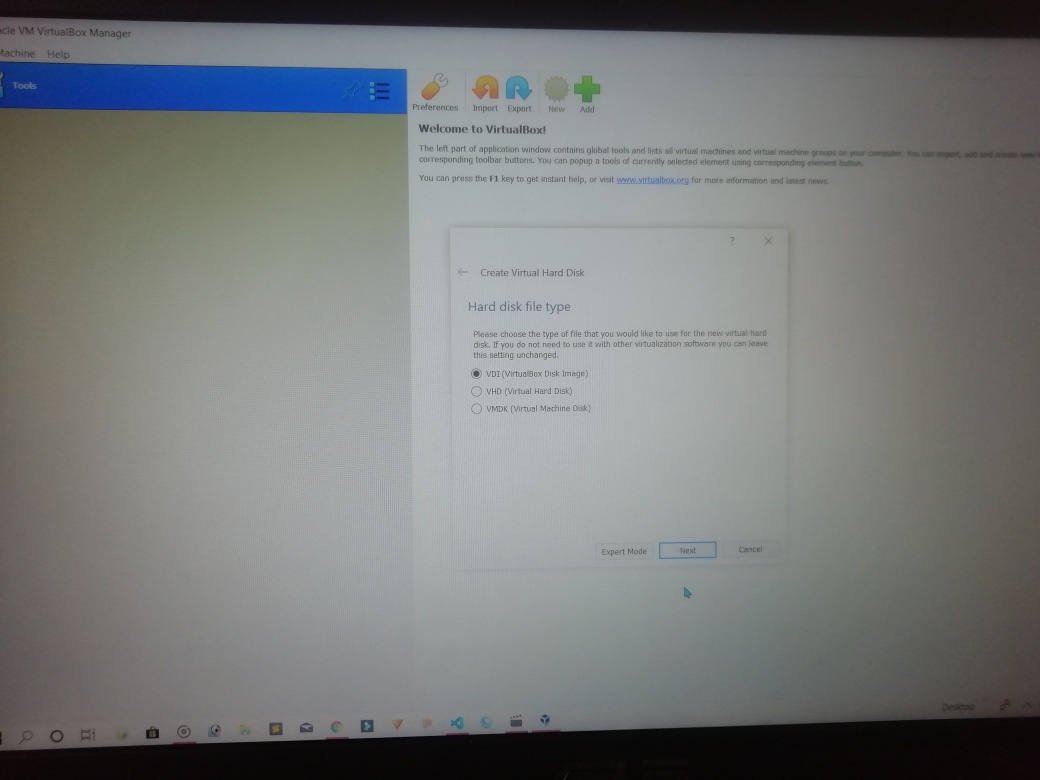 cle VM VirtualBox Manager
Machine Help
Tools
Preferences Import Export New Add
Welcome to VirtualBox!
The left part of application window contains global tools and lists all virtual machines and virtual machine groups on your computer. You can import, add and create new
corresponding toolbar buttons. You can popup a tools of currently selected element using corresponding element button.
You can press the F1 key to get instant help, or visit www.virtualbox.org for more information and latest news.
? ×
← Create Virtual Hard Disk
Hard disk file type
Please choose the type of file that you would like to use for the new virtual hard
disk. If you do not need to use it with other virtualization software you can leave
this setting unchanged.
VDI (VirtualBox Disk Image)
VHD (Virtual Hard Disk)
VMDK (Virtual Machine Disk)
Expert Mode Next Cancel
Desktop